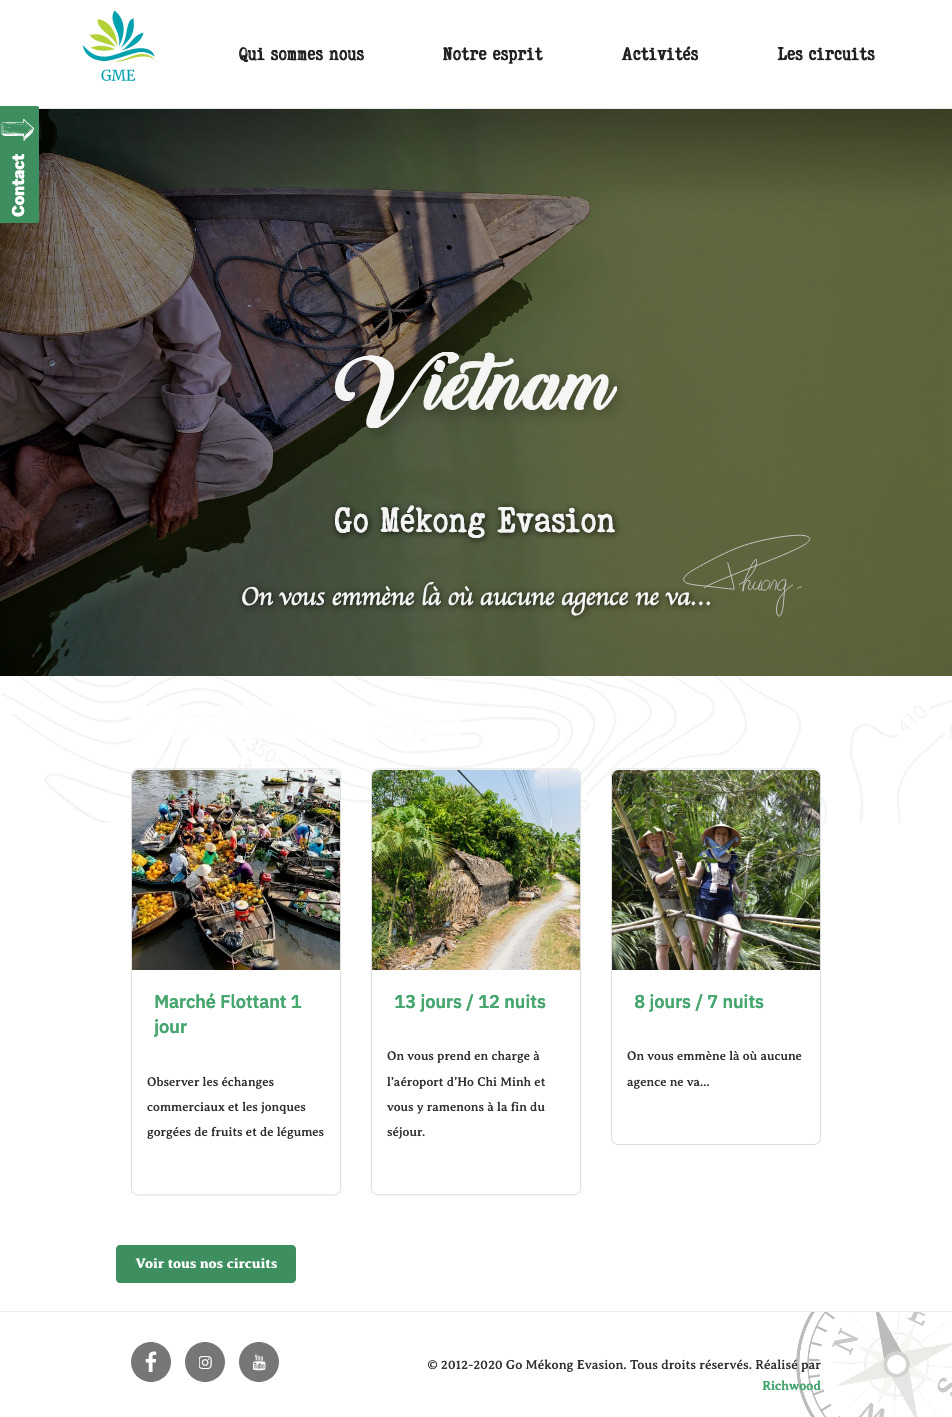 GME
Qui sommes nous
Notre esprit
Activités
Les circuits
Contact
Vietnam
Go Mékong Evasion
On vous emmène là où aucune agence ne va...
Phuong
350
410
Marché Flottant 1
jour
Observer les échanges
commerciaux et les jonques
gorgées de fruits et de légumes
13 jours / 12 nuits
On vous prend en charge à
l'aéroport d'Ho Chi Minh et
vous y ramenons à la fin du
séjour.
8 jours / 7 nuits
On vous emmène là où aucune
agence ne va...
Voir tous nos circuits
You
Tube
© 2012-2020 Go Mékong Evasion. Tous droits réservés. Réalisé par
Richwood
N
E
S
W